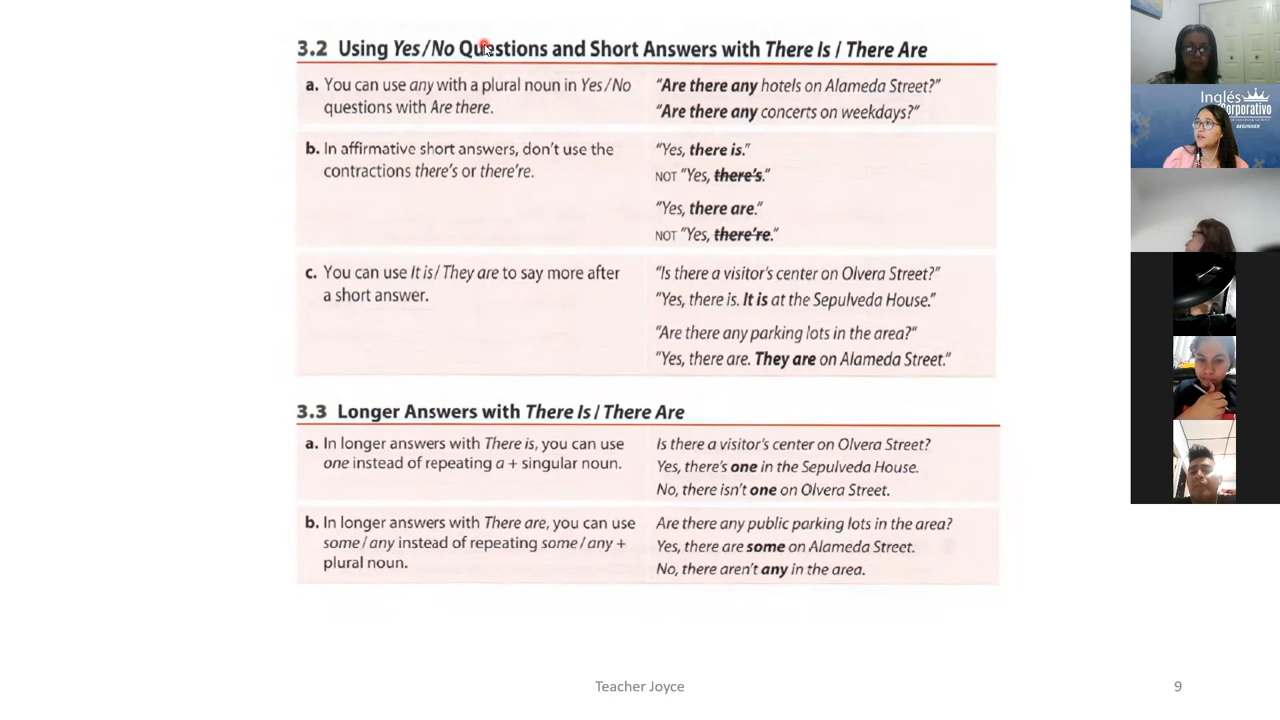 3.2 Using Yes/No Questions and Short Answers with There Is / There Are
a. You can use any with a plural noun in Yes/No
questions with Are there.
"Are there any hotels on Alameda Street?"
"Are there any concerts on weekdays?"
b. In affirmative short answers, don't use the
contractions there's or there're.
"Yes, there is."
NOT "Yes, there's."
"Yes, there are."
NOT "Yes, there're."
c. You can use It is / They are to say more after
a short answer.
"Is there a visitor's center on Olvera Street?"
"Yes, there is. It is at the Sepulveda House."
"Are there any parking lots in the area?"
"Yes, there are. They are on Alameda Street."
3.3 Longer Answers with There Is / There Are
a. In longer answers with There is, you can use
one instead of repeating a + singular noun.
Is there a visitor's center on Olvera Street?
Yes, there's one in the Sepulveda House.
No, there isn't one on Olvera Street.
b. In longer answers with There are, you can use
some / any instead of repeating some / any +
plural noun.
Are there any public parking lots in the area?
Yes, there are some on Alameda Street.
No, there aren't any in the area.
Teacher Joyce
9
Inglés
Corporativo
BEGINNER